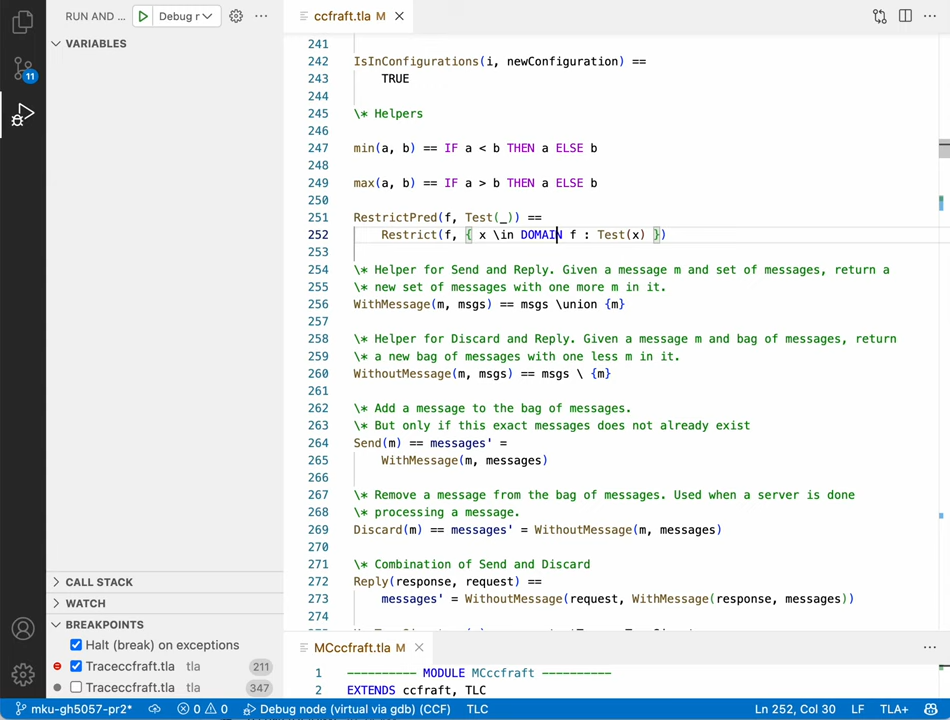 RUN AND ... Debug r ...
VARIABLES
11
CALL STACK
WATCH
BREAKPOINTS
Halt (break) on exceptions
Traceccfraft.tla tla 211
Traceccfraft.tla tla 347
ccfraft.tla M
241
242 IsInConfigurations(i, newConfiguration) ==
243 TRUE
244
245 \* Helpers
246
247 min(a, b) == IF a < b THEN a ELSE b
248
249 max(a, b) == IF a > b THEN a ELSE b
250
251 RestrictPred(f, Test(_)) ==
252 Restrict(f, { x \in DOMAIN f : Test(x) })
253
254 \* Helper for Send and Reply. Given a message m and set of messages, return a
255 \* new set of messages with one more m in it.
256 WithMessage(m, msgs) == msgs \union {m}
257
258 \* Helper for Discard and Reply. Given a message m and bag of messages, return
259 \* a new bag of messages with one less m in it.
260 WithoutMessage(m, msgs) == msgs \ {m}
261
262 \* Add a message to the bag of messages.
263 \* But only if this exact messages does not already exist
264 Send(m) == messages' =
265 WithMessage(m, messages)
266
267 \* Remove a message from the bag of messages. Used when a server is done
268 \* processing a message.
269 Discard(m) == messages' = WithoutMessage(m, messages)
270
271 \* Combination of Send and Discard
272 Reply(response, request) ==
273 messages' = WithoutMessage(request, WithMessage(response, messages))
274
MCccfraft.tla M
1 ---------- MODULE MCccfraft ----------
2 EXTENDS ccfraft, TLC
mku-gh5057-pr2* 0 0 Debug node (virtual via gdb) (CCF) TLC Ln 252, Col 30 LF TLA+